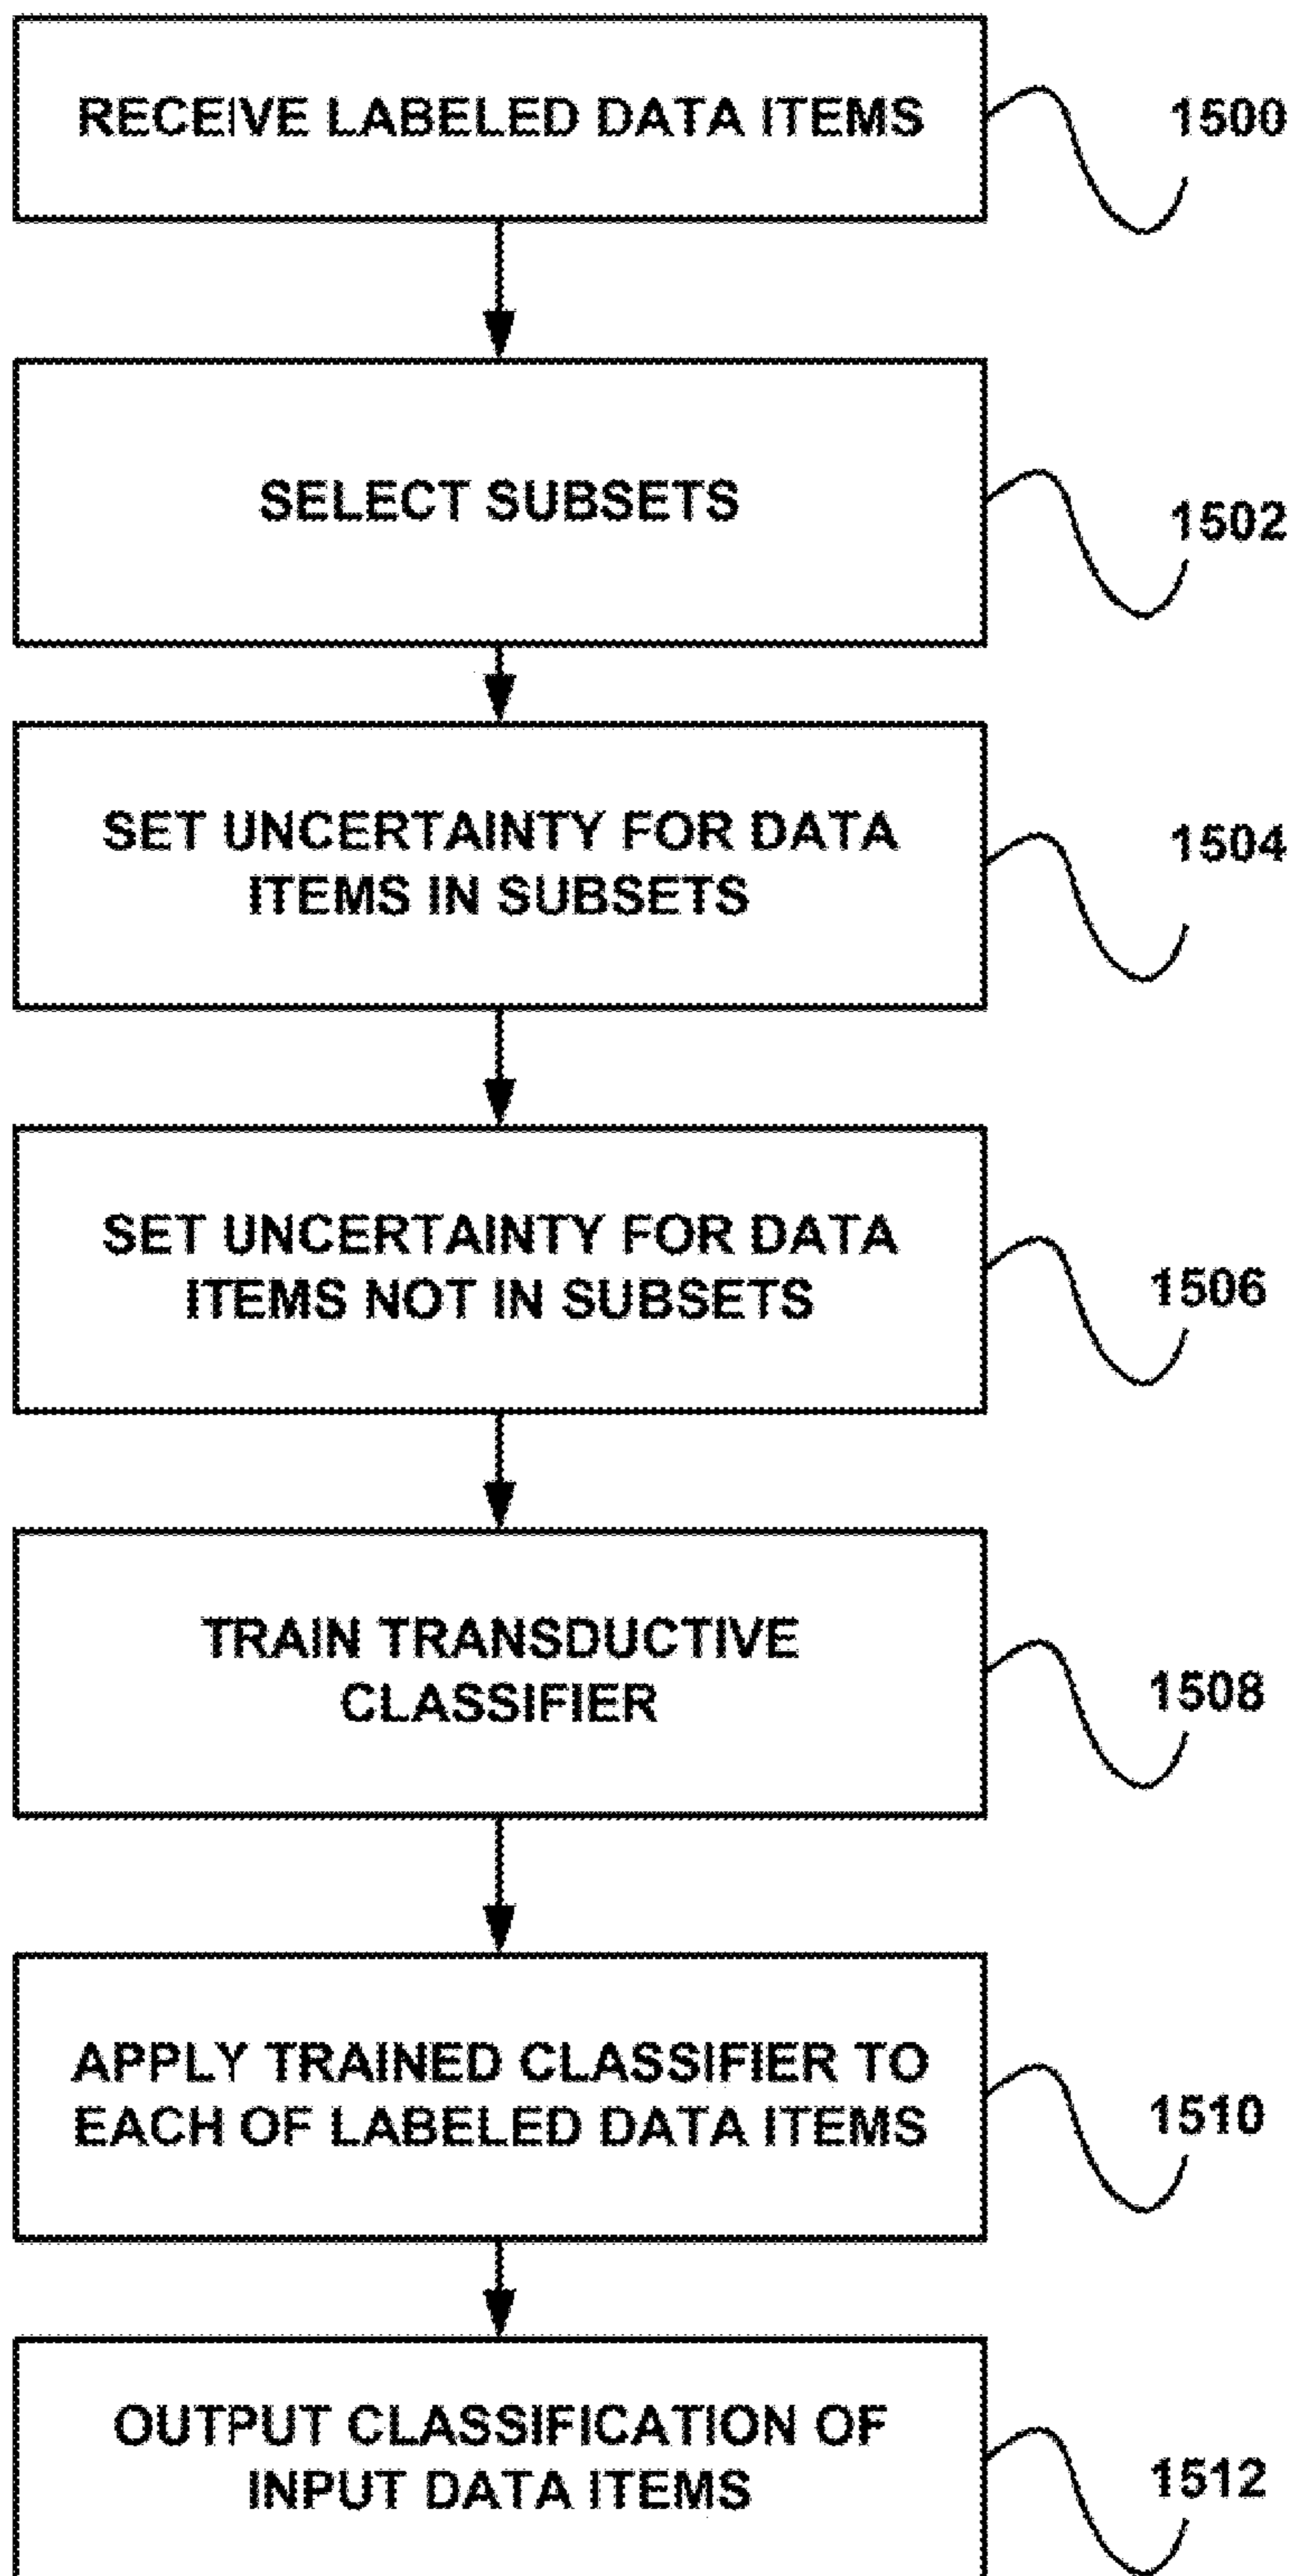 RECEIVE LABELED DATA ITEMS
1500
SELECT SUBSETS
1502
SET UNCERTAINTY FOR DATA
ITEMS IN SUBSETS
1504
SET UNCERTAINTY FOR DATA
ITEMS NOT IN SUBSETS
1506
TRAIN TRANSDUCTIVE
CLASSIFIER
1508
APPLY TRAINED CLASSIFIER TO
EACH OF LABELED DATA ITEMS
1510
OUTPUT CLASSIFICATION OF
INPUT DATA ITEMS
1512